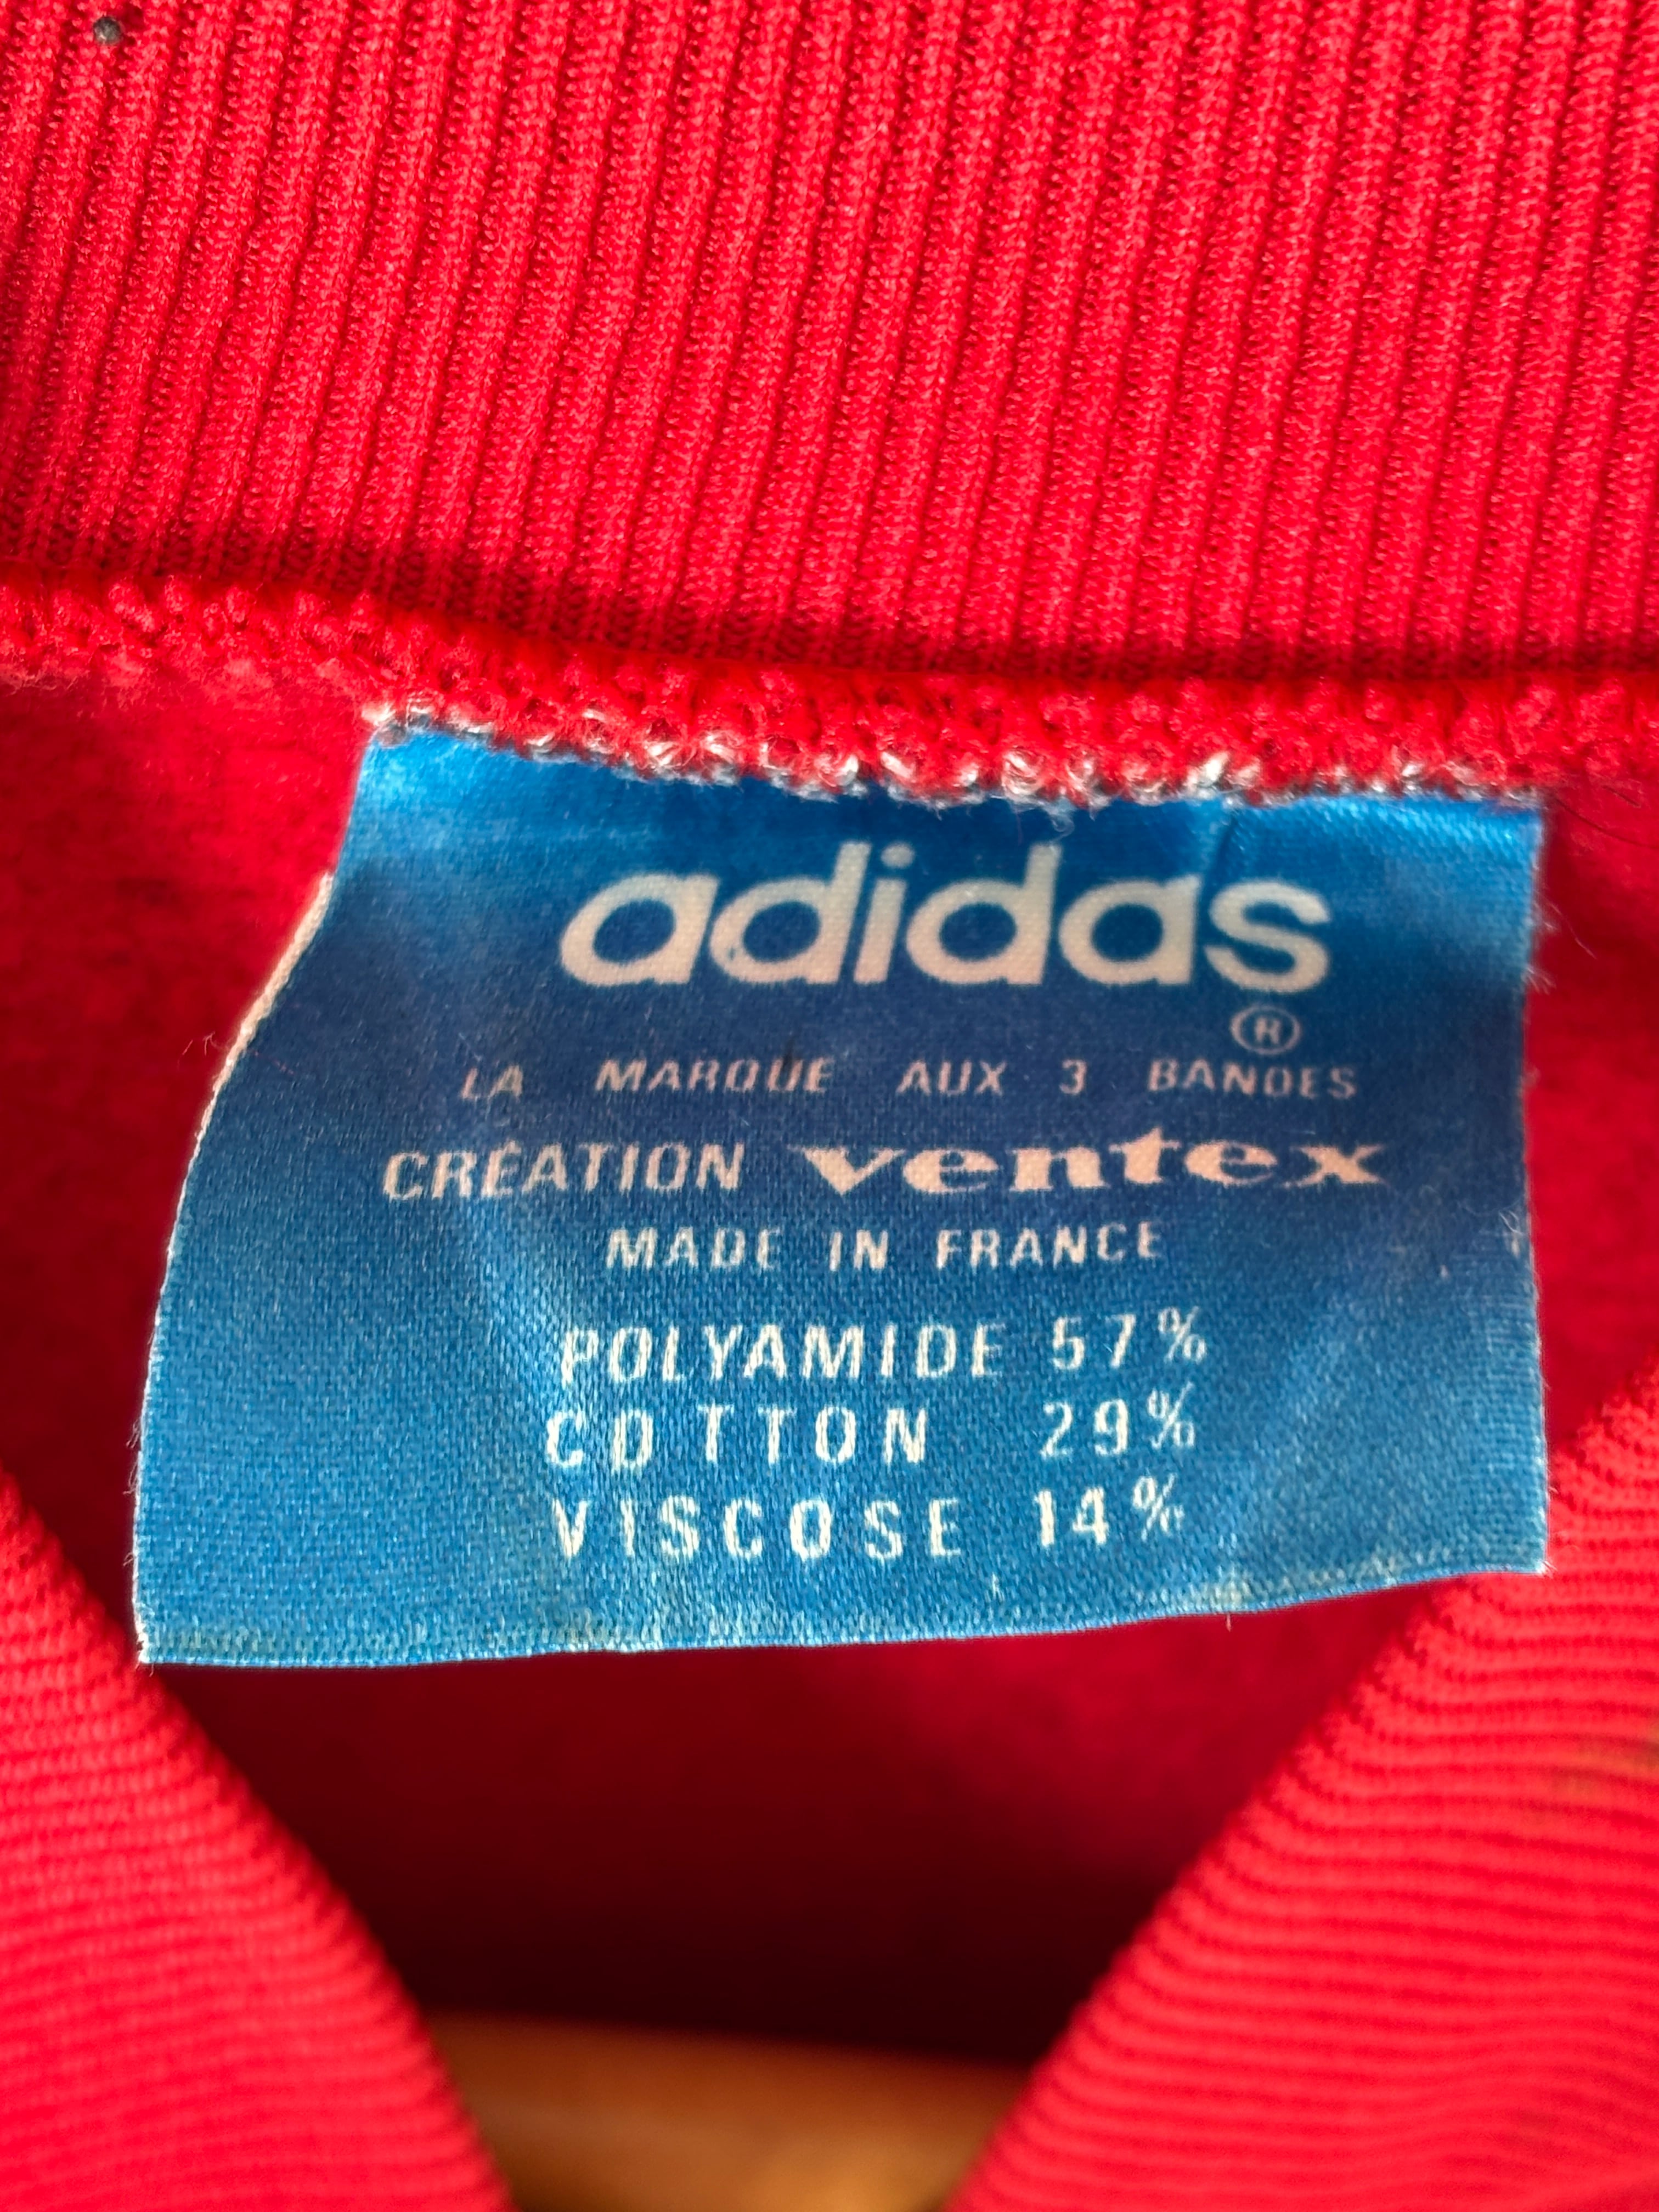 adidas
®
LA MARQUE AUX 3 BANDES
CRÉATION ventex
MADE IN FRANCE
POLYAMIDE 57%
COTTON 29%
VISCOSE 14%